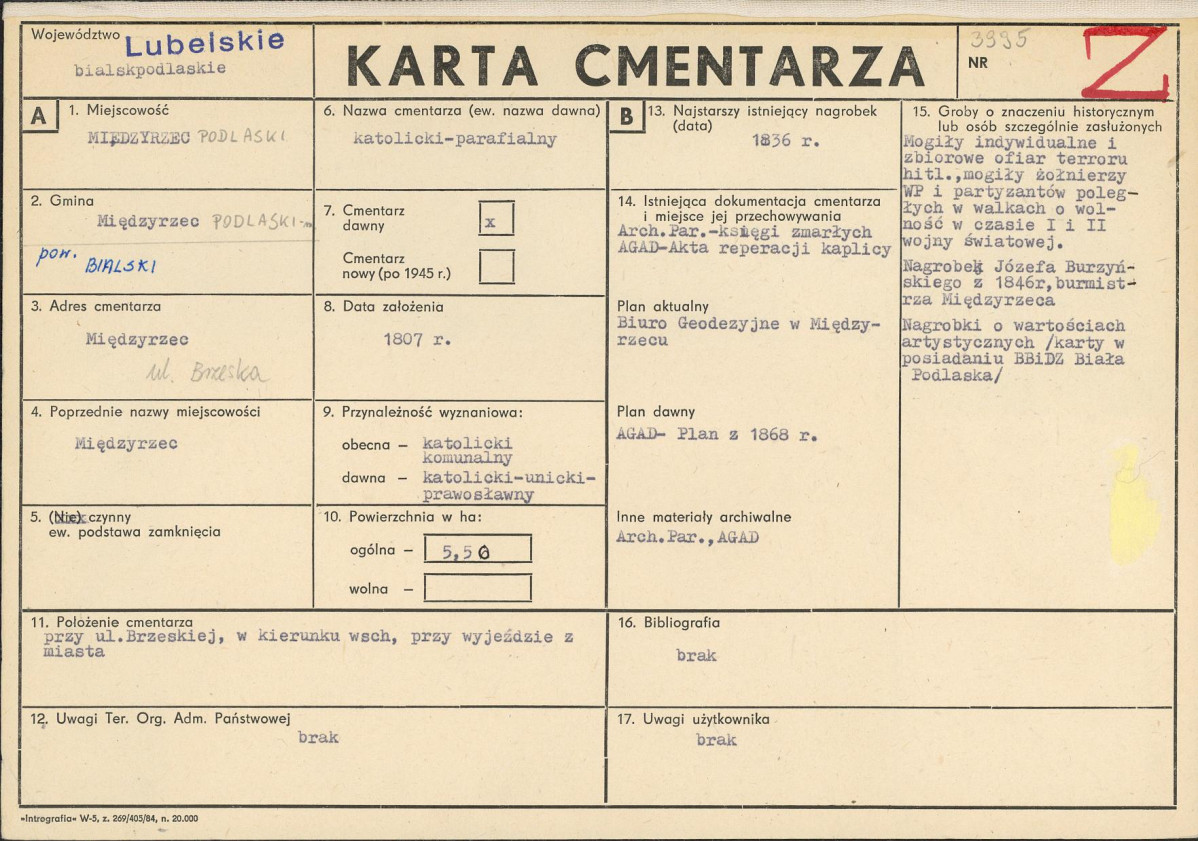 Województwo Lubelskie
bialskpodlaskie
KARTA CMENTARZA
3995
NR
Z
A
1. Miejscowość
MIĘDZYRZEC PODLASKI
2. Gmina
Międzyrzec PODLASKI-m
pow. BIALSKI
3. Adres cmentarza
Międzyrzec
ul. Brzeska
4. Poprzednie nazwy miejscowości
Międzyrzec
5. (Nie) czynny
ew. podstawa zamknięcia
6. Nazwa cmentarza (ew. nazwa dawna)
katolicki-parafialny
7. Cmentarz
dawny
x
Cmentarz
nowy (po 1945 r.)
8. Data założenia
1807 r.
9. Przynależność wyznaniowa:
obecna – katolicki
komunalny
dawna – katolicki-unicki-
prawosławny
10. Powierzchnia w ha:
ogólna – 5,50
wolna –
11. Położenie cmentarza
przy ul.Brzeskiej, w kierunku wsch, przy wyjeździe z
miasta
12. Uwagi Ter. Org. Adm. Państwowej
brak
B
13. Najstarszy istniejący nagrobek
(data)
1836 r.
14. Istniejąca dokumentacja cmentarza
i miejsce jej przechowywania
Arch.Par.-księgi zmarłych
AGAD-Akta reperacji kaplicy
Plan aktualny
Biuro Geodezyjne w Między-
rzecu
Plan dawny
AGAD- Plan z 1868 r.
Inne materiały archiwalne
Arch.Par.,AGAD
15. Groby o znaczeniu historycznym
lub osób szczególnie zasłużonych
Mogiły indywidualne i
zbiorowe ofiar terroru
hitl.,mogiły żołnierzy
WP i partyzantów poleg-
łych w walkach o wol-
ność w czasie I i II
wojny światowej.
Nagrobek Józefa Burzyń-
skiego z 1846r,burmist-
rza Międzyrzeca
Nagrobki o wartościach
artystycznych /karty w
posiadaniu BBiDZ Biała
Podlaska/
16. Bibliografia
brak
17. Uwagi użytkownika
brak
»Intrografia« W-5, z. 269/405/84, n. 20.000